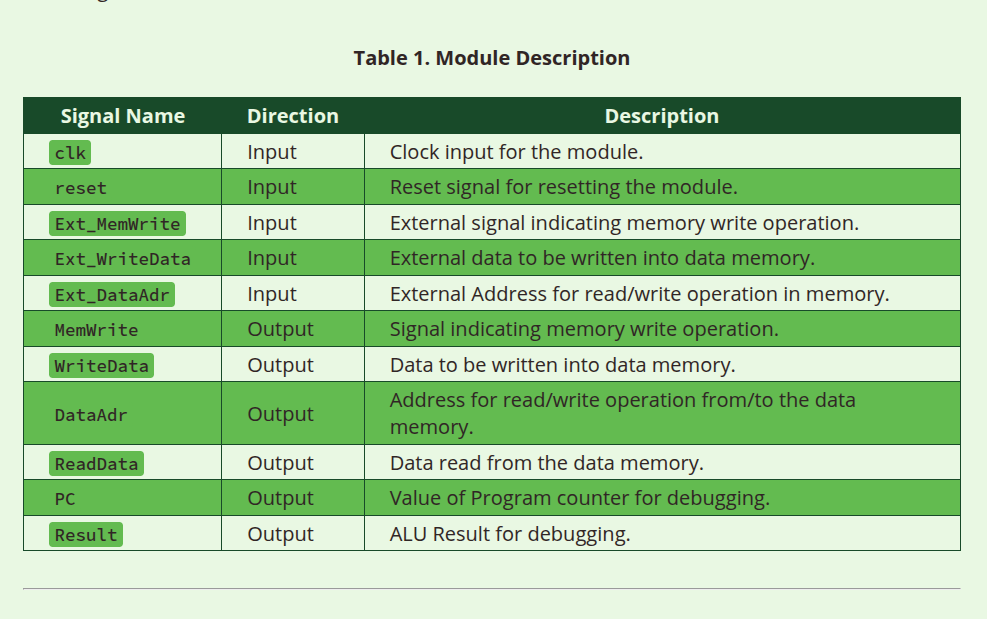 Table 1. Module Description
Signal Name Direction Description
clk Input Clock input for the module.
reset Input Reset signal for resetting the module.
Ext_MemWrite Input External signal indicating memory write operation.
Ext_WriteData Input External data to be written into data memory.
Ext_DataAdr Input External Address for read/write operation in memory.
MemWrite Output Signal indicating memory write operation.
WriteData Output Data to be written into data memory.
DataAdr Output Address for read/write operation from/to the data
memory.
ReadData Output Data read from the data memory.
PC Output Value of Program counter for debugging.
Result Output ALU Result for debugging.